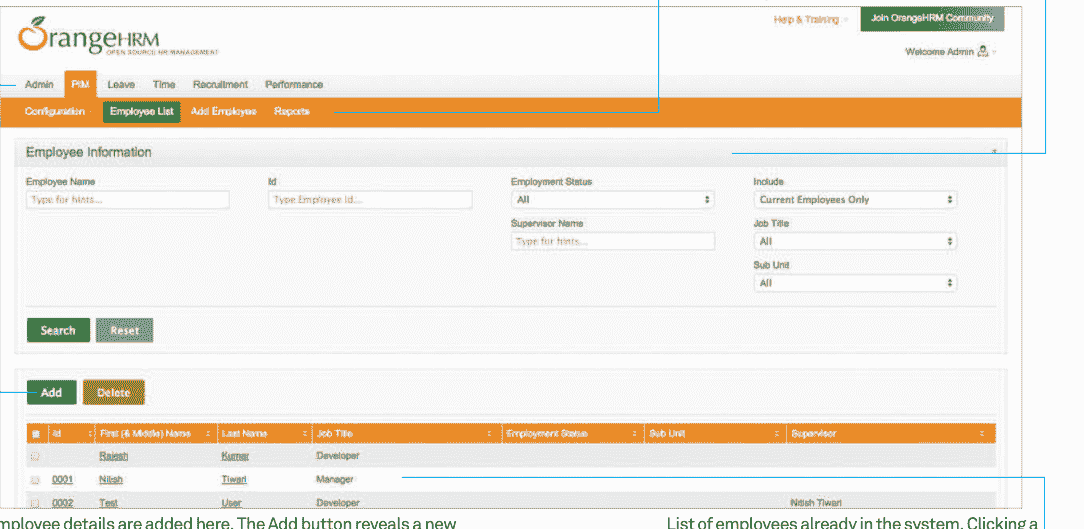 Help & Training
Join OrangeHRM Community
OrangeHRM
OPEN SOURCE HR MANAGEMENT
Welcome Admin
Admin PIM Leave Time Recruitment Performance
Configuration Employee List Add Employee Reports
Employee Information
Employee Name Id Employment Status Include
Type for hints... Type Employee Id... All Current Employees Only
Supervisor Name Job Title
Type for hints... All
Sub Unit
All
Search Reset
Add Delete
Id First (& Middle) Name Last Name Job Title Employment Status Sub Unit Supervisor
Rajesh Kumar Developer
0001 Nitish Tiwari Manager
0002 Test User Developer Nitish Tiwari
mployee details are added here. The Add button reveals a new
List of employees already in the system. Clicking a